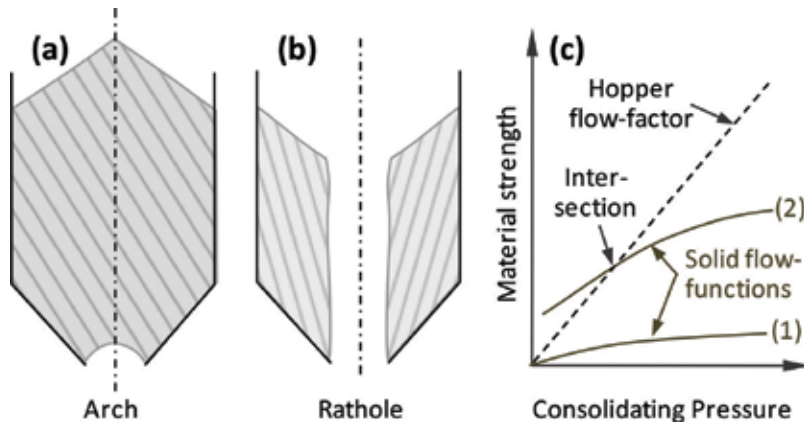 (a)
Arch
(b)
Rathole
(c)
Material strength
Hopper
flow-factor
Inter-
section
(2)
Solid flow-
functions
(1)
Consolidating Pressure